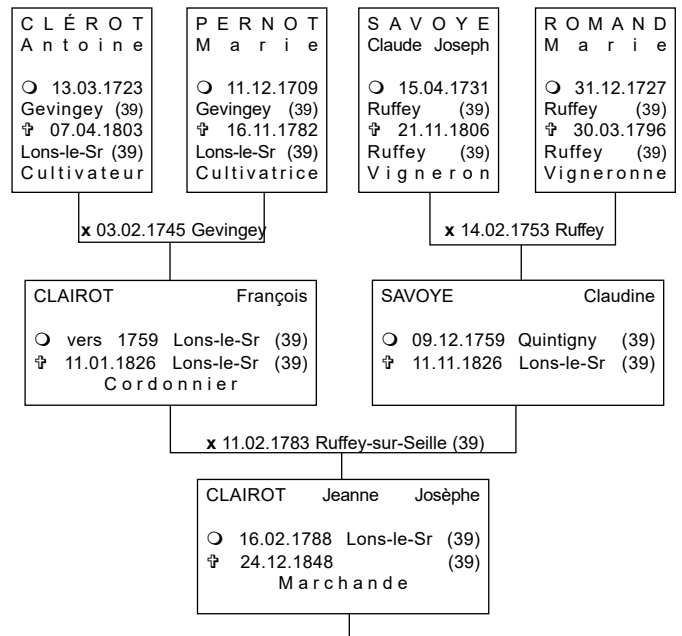 CLÉROT
Antoine
❍ 13.03.1723
Gevingey (39)
✞ 07.04.1803
Lons-le-Sr (39)
Cultivateur
PERNOT
Marie
❍ 11.12.1709
Gevingey (39)
✞ 16.11.1782
Lons-le-Sr (39)
Cultivatrice
SAVOYE
Claude Joseph
❍ 15.04.1731
Ruffey (39)
✞ 21.11.1806
Ruffey (39)
Vigneron
ROMAND
Marie
❍ 31.12.1727
Ruffey (39)
✞ 30.03.1796
Ruffey (39)
Vigneronne
x 03.02.1745 Gevingey
x 14.02.1753 Ruffey
CLAIROT François
❍ vers 1759 Lons-le-Sr (39)
✞ 11.01.1826 Lons-le-Sr (39)
Cordonnier
SAVOYE Claudine
❍ 09.12.1759 Quintigny (39)
✞ 11.11.1826 Lons-le-Sr (39)
x 11.02.1783 Ruffey-sur-Seille (39)
CLAIROT Jeanne Josèphe
❍ 16.02.1788 Lons-le-Sr (39)
✞ 24.12.1848 (39)
Marchande